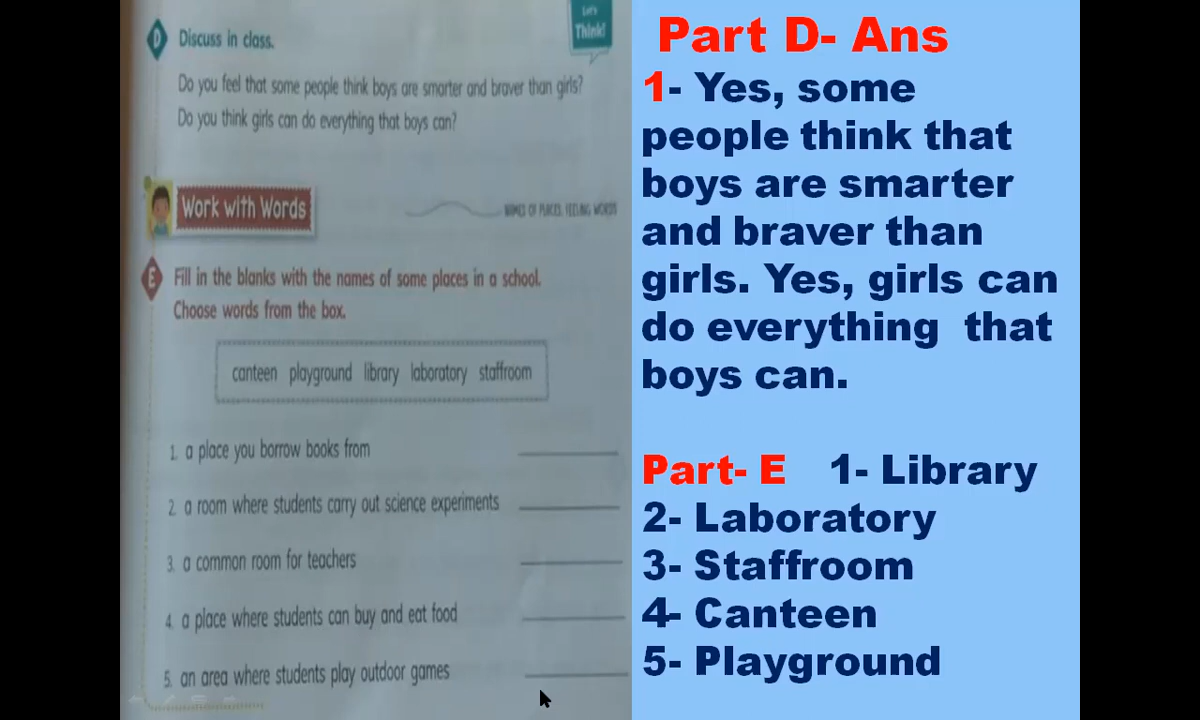 Let's
Think!
D Discuss in class.
Do you feel that some people think boys are smarter and braver than girls?
Do you think girls can do everything that boys can?
Work with Words
NAMES OF PLACES, FEELING WORDS
E Fill in the blanks with the names of some places in a school.
Choose words from the box.
canteen playground library laboratory staffroom
1. a place you borrow books from
2. a room where students carry out science experiments
3. a common room for teachers
4. a place where students can buy and eat food
5. an area where students play outdoor games
Part D- Ans
1- Yes, some
people think that
boys are smarter
and braver than
girls. Yes, girls can
do everything that
boys can.
Part- E 1- Library
2- Laboratory
3- Staffroom
4- Canteen
5- Playground